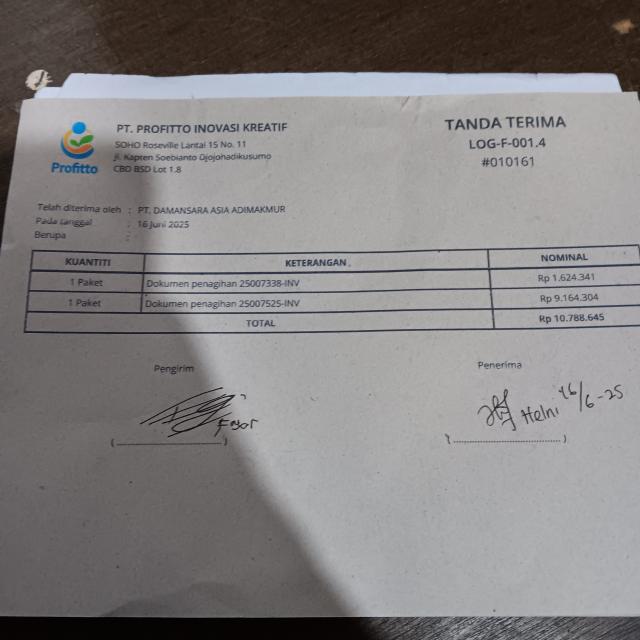 Profitto
PT. PROFITTO INOVASI KREATIF
SOHO Roseville Lantai 15 No. 11
Jl. Kapten Soebianto Djojohadikusumo
CBD BSD Lot 1.8
TANDA TERIMA
LOG-F-001.4
#010161
Telah diterima oleh : PT. DAMANSARA ASIA ADIMAKMUR
Pada tanggal : 16 Juni 2025
Berupa :
KUANTITI KETERANGAN NOMINAL
1 Paket Dokumen penagihan 25007338-INV Rp 1.624.341
1 Paket Dokumen penagihan 25007525-INV Rp 9.164.304
TOTAL Rp 10.788.645
Pengirim Penerima
Helni 16/6-25